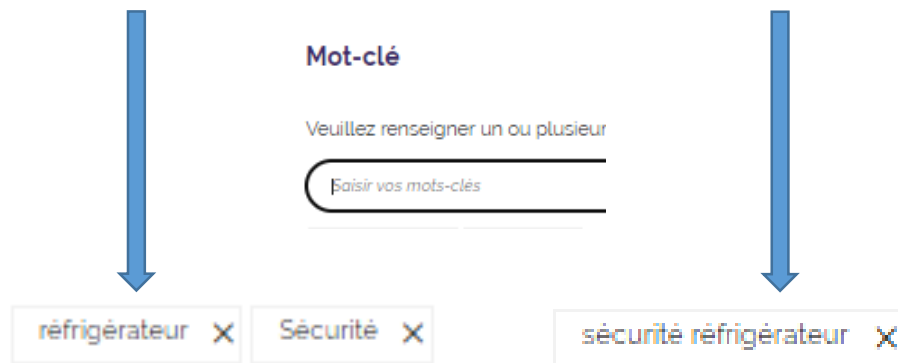 Mot-clé
Veuillez renseigner un ou plusieur
Saisir vos mots-clés
réfrigérateur X Sécurité X sécurité réfrigérateur X